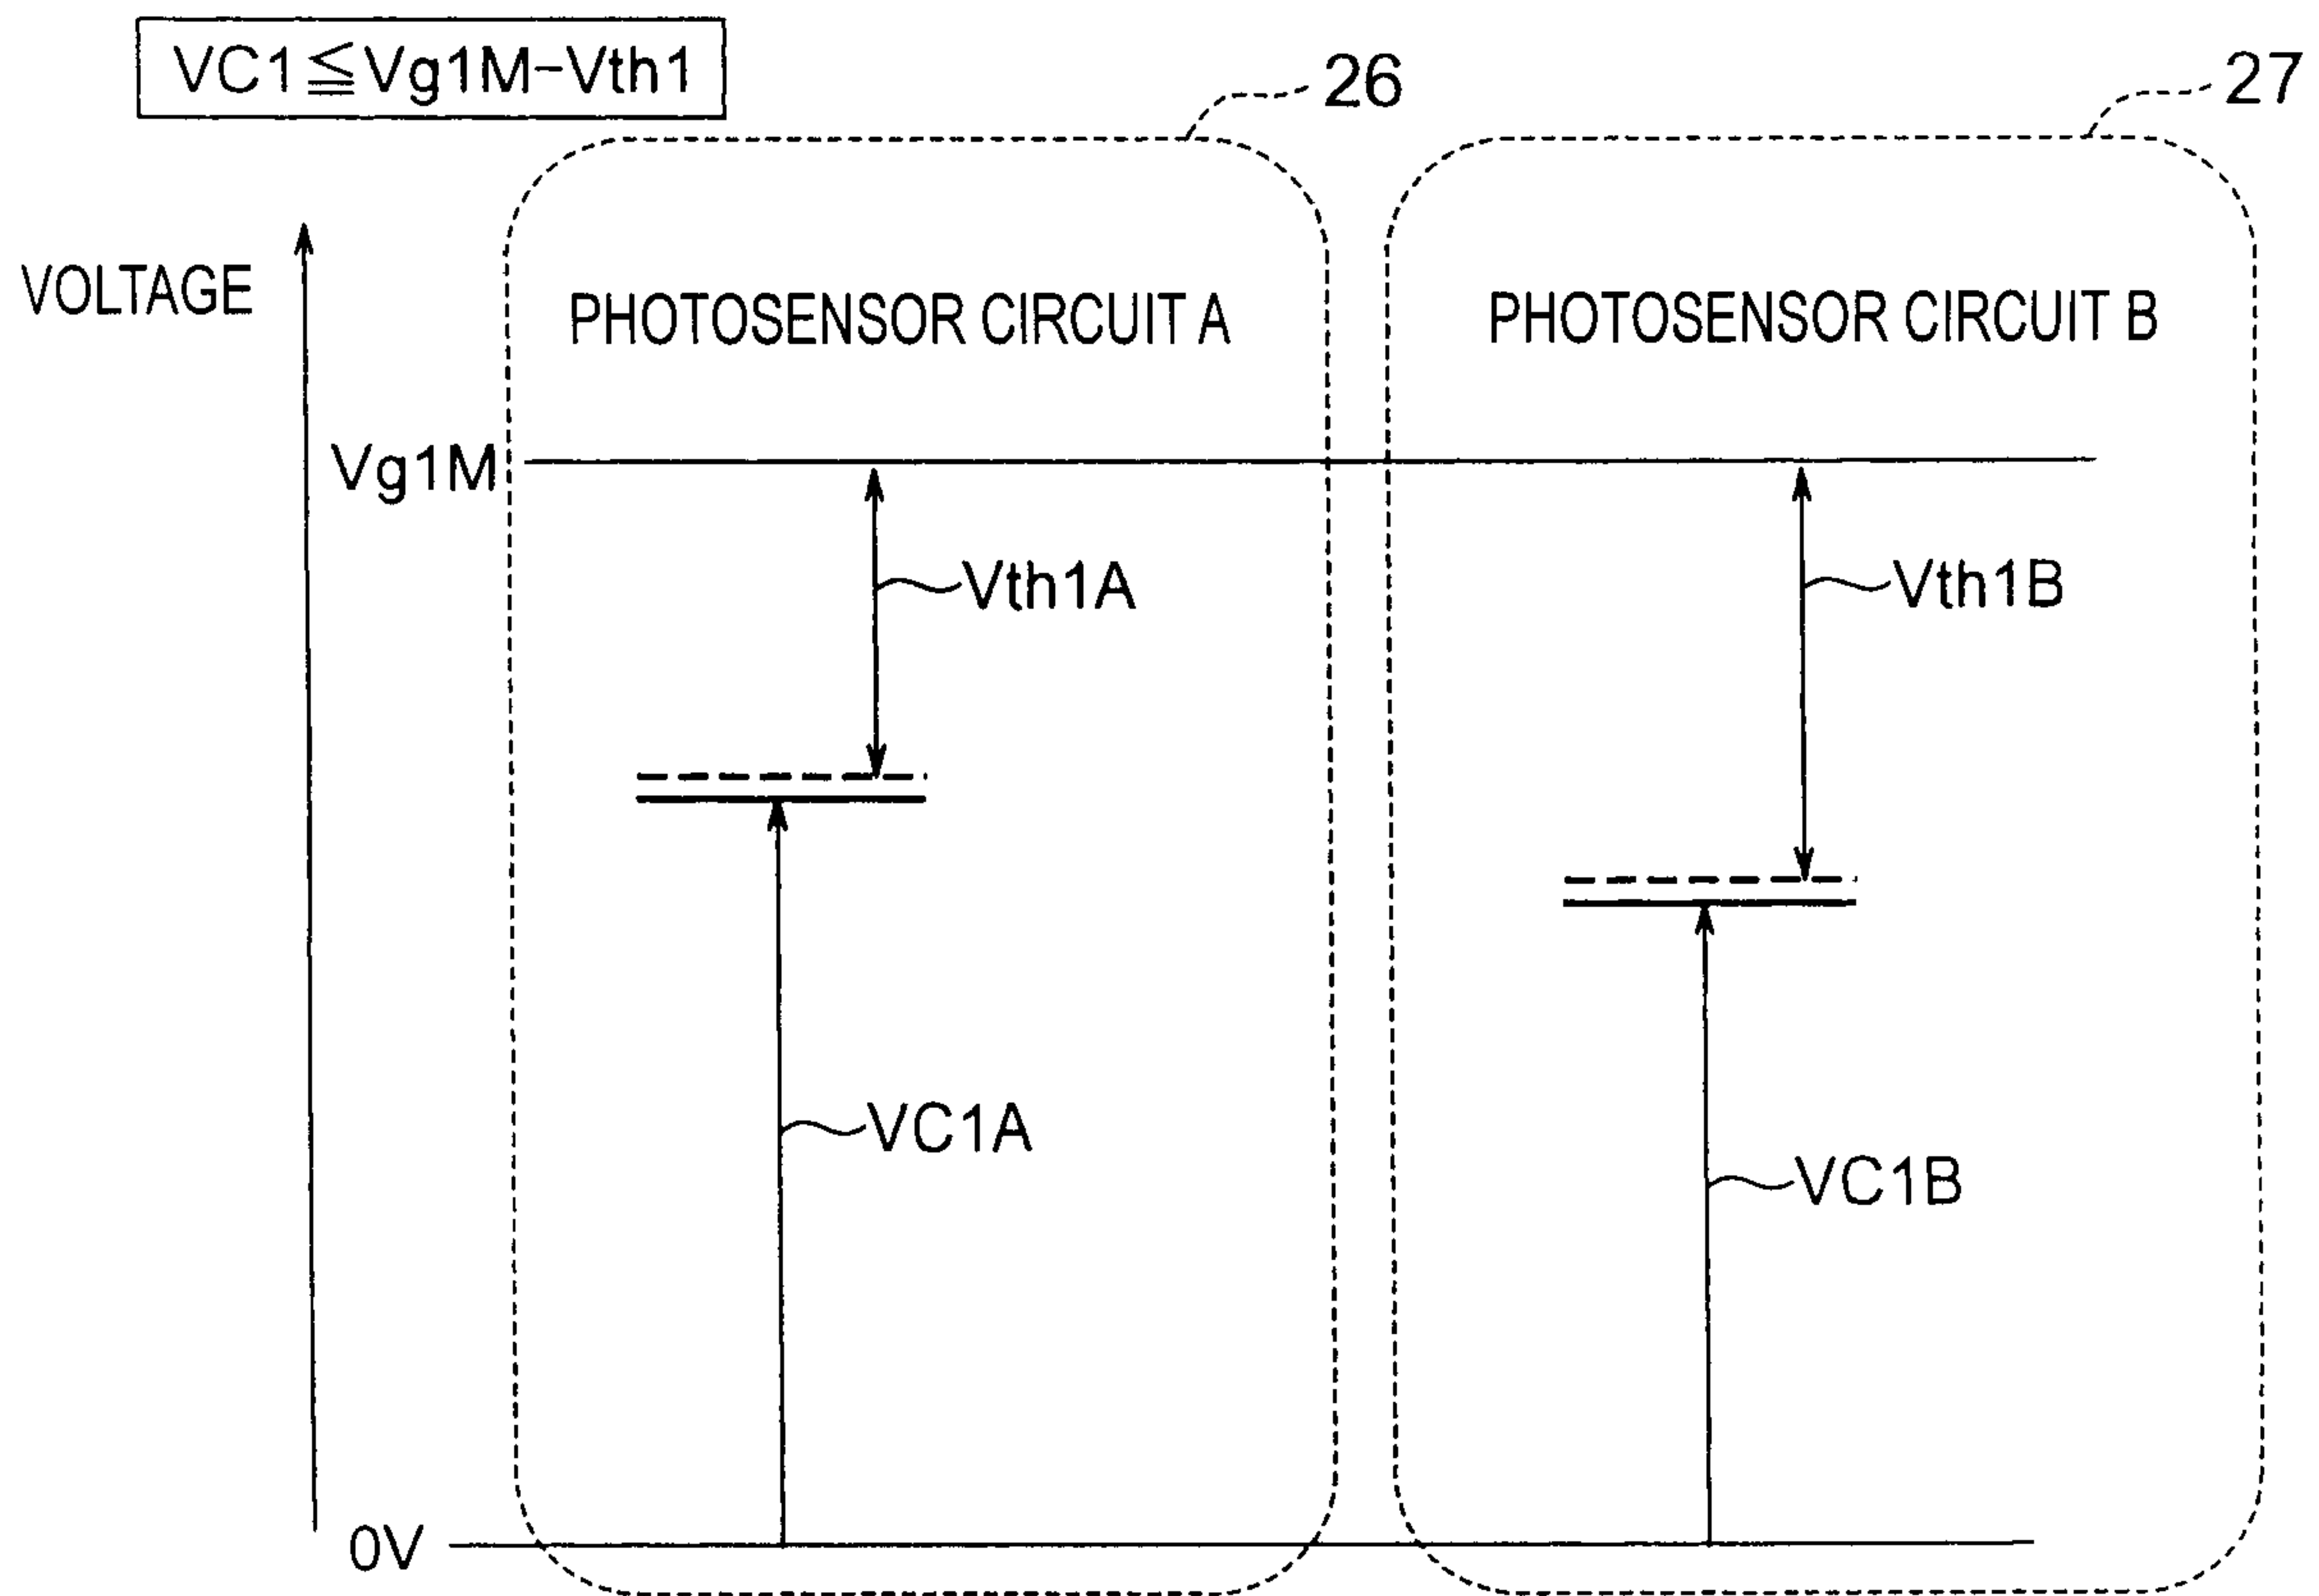 VC1≦Vg1M-Vth1
26
27
VOLTAGE
PHOTOSENSOR CIRCUIT A
PHOTOSENSOR CIRCUIT B
Vg1M
Vth1A
Vth1B
VC1A
VC1B
0V